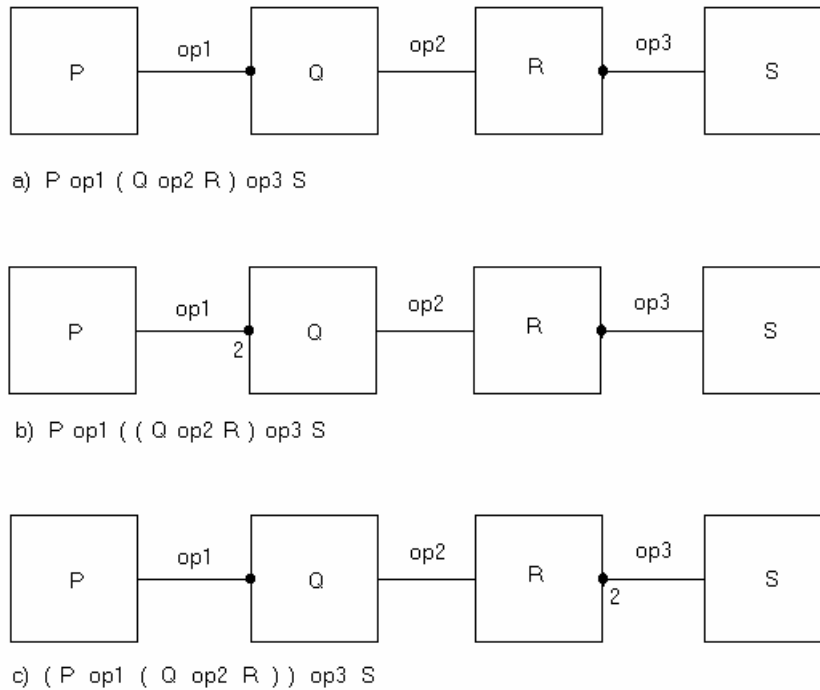 op1 op2 op3
P Q R S
a) P op1 ( Q op2 R ) op3 S
op1 op2 op3
P Q R S
2
b) P op1 ( ( Q op2 R ) op3 S
op1 op2 op3
P Q R S
2
c) ( P op1 ( Q op2 R ) ) op3 S